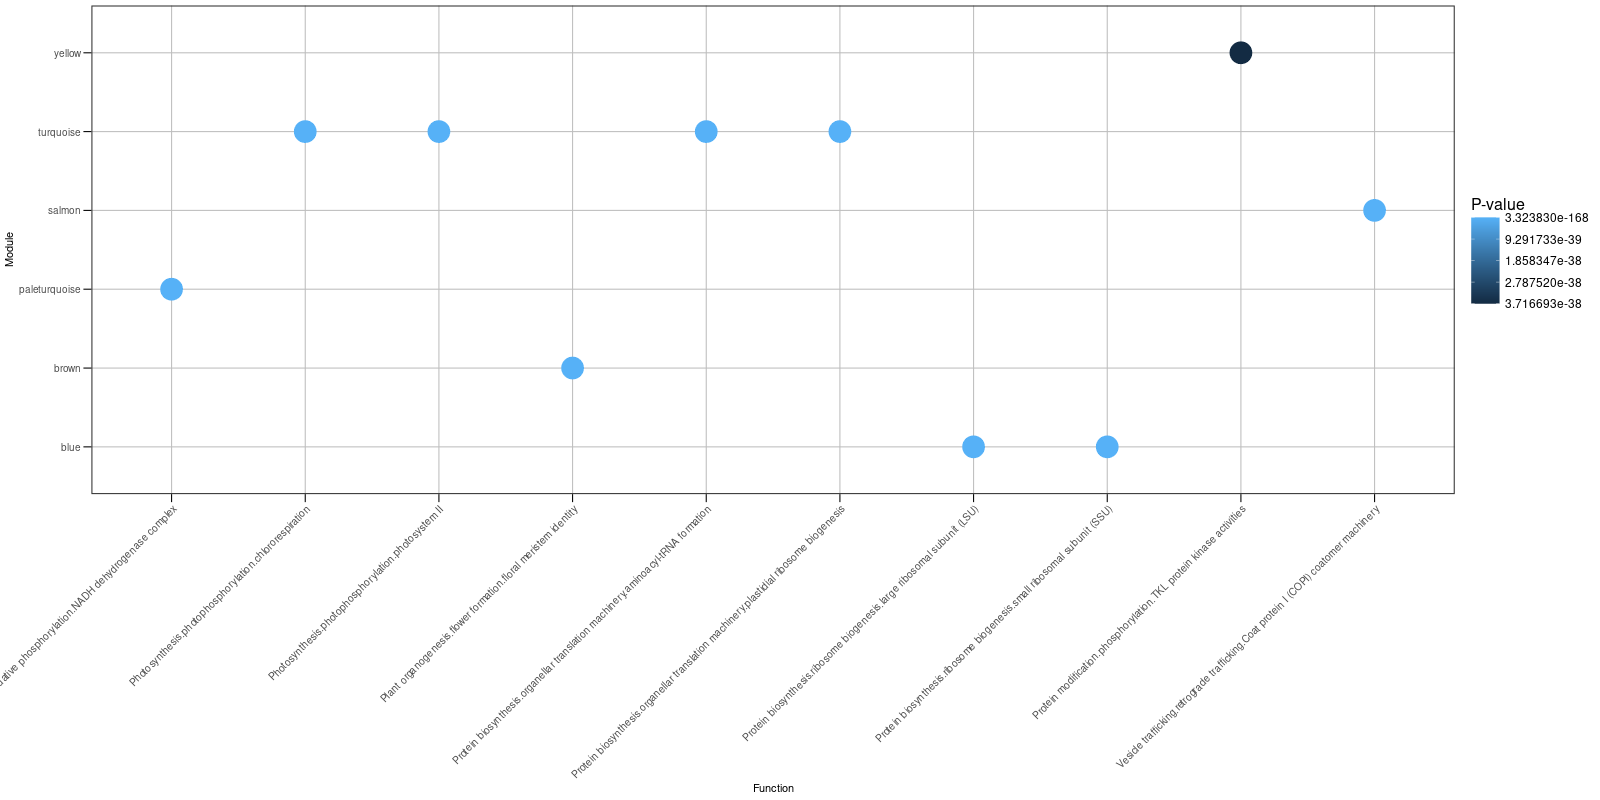 yellow
turquoise
salmon
paleturquoise
brown
blue
Module
phosphorylation.NADH dehydrogenase complex
Photosynthesis.photophosphorylation.chlororespiration
Photosynthesis.photophosphorylation.photosystem II
Plant organogenesis.flower formation.floral meristem identity
Protein biosynthesis.organellar translation machinery.aminoacyl-tRNA formation
Protein biosynthesis.organellar translation machinery.plastidial ribosome biogenesis
Protein biosynthesis.ribosome biogenesis.large ribosomal subunit (LSU)
Protein biosynthesis.ribosome biogenesis.small ribosomal subunit (SSU)
Protein modification.phosphorylation.TKL protein kinase activities
Vesicle trafficking.retrograde trafficking.Coat protein I (COPI) coatomer machinery
Function
P-value
3.323830e-168
9.291733e-39
1.858347e-38
2.787520e-38
3.716693e-38